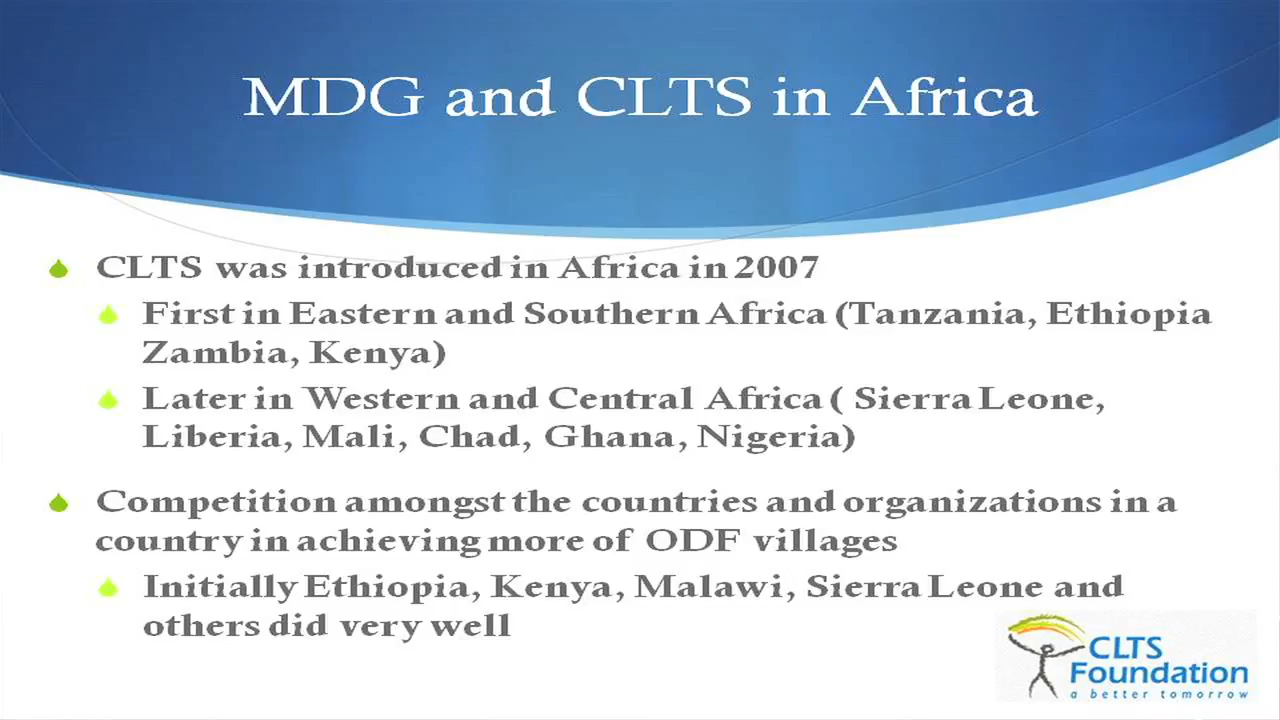 MDG and CLTS in Africa
CLTS was introduced in Africa in 2007
First in Eastern and Southern Africa (Tanzania, Ethiopia
Zambia, Kenya)
Later in Western and Central Africa ( Sierra Leone,
Liberia, Mali, Chad, Ghana, Nigeria)
Competition amongst the countries and organizations in a
country in achieving more of ODF villages
Initially Ethiopia, Kenya, Malawi, Sierra Leone and
others did very well
CLTS
Foundation
a better tomorrow